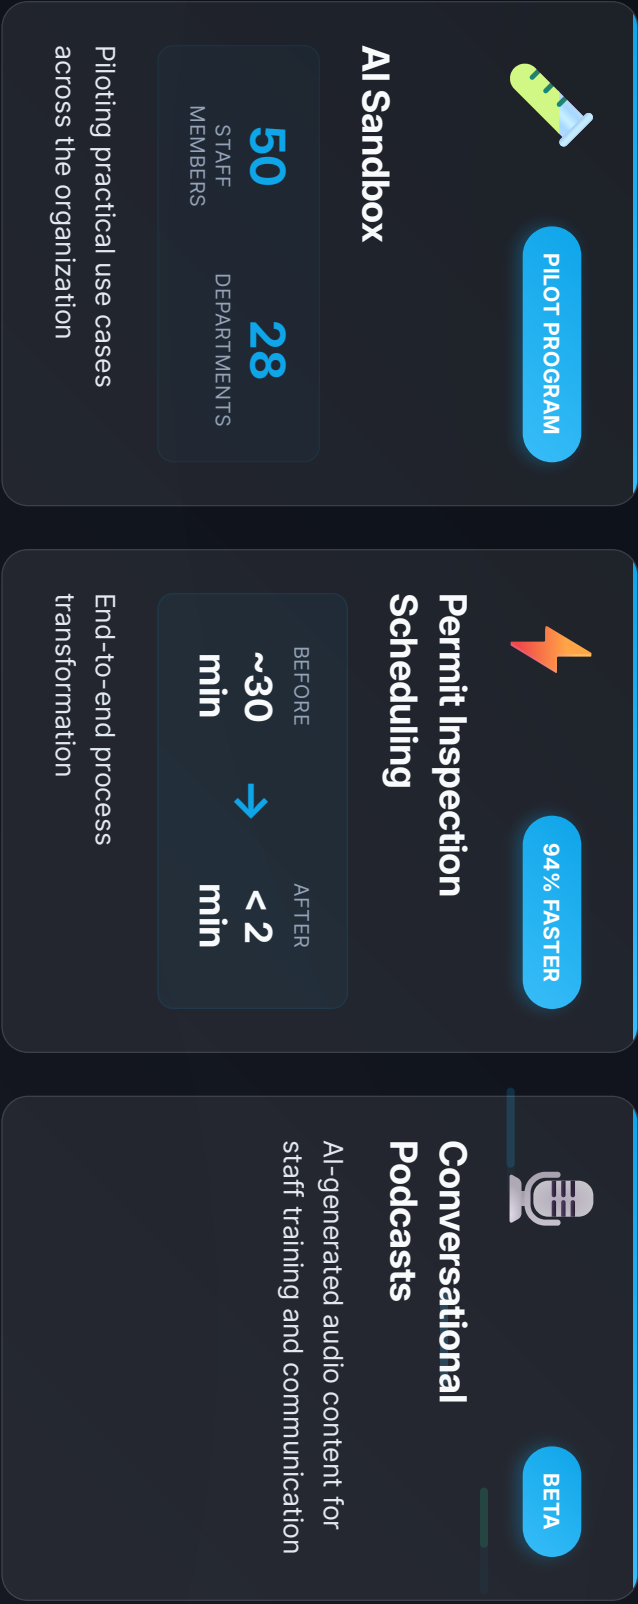 PILOT PROGRAM
AI Sandbox
50
STAFF
MEMBERS
28
DEPARTMENTS
Piloting practical use cases
across the organization
94% FASTER
Permit Inspection
Scheduling
BEFORE
~30
min
→
AFTER
< 2
min
End-to-end process
transformation
BETA
Conversational
Podcasts
AI-generated audio content for
staff training and communication